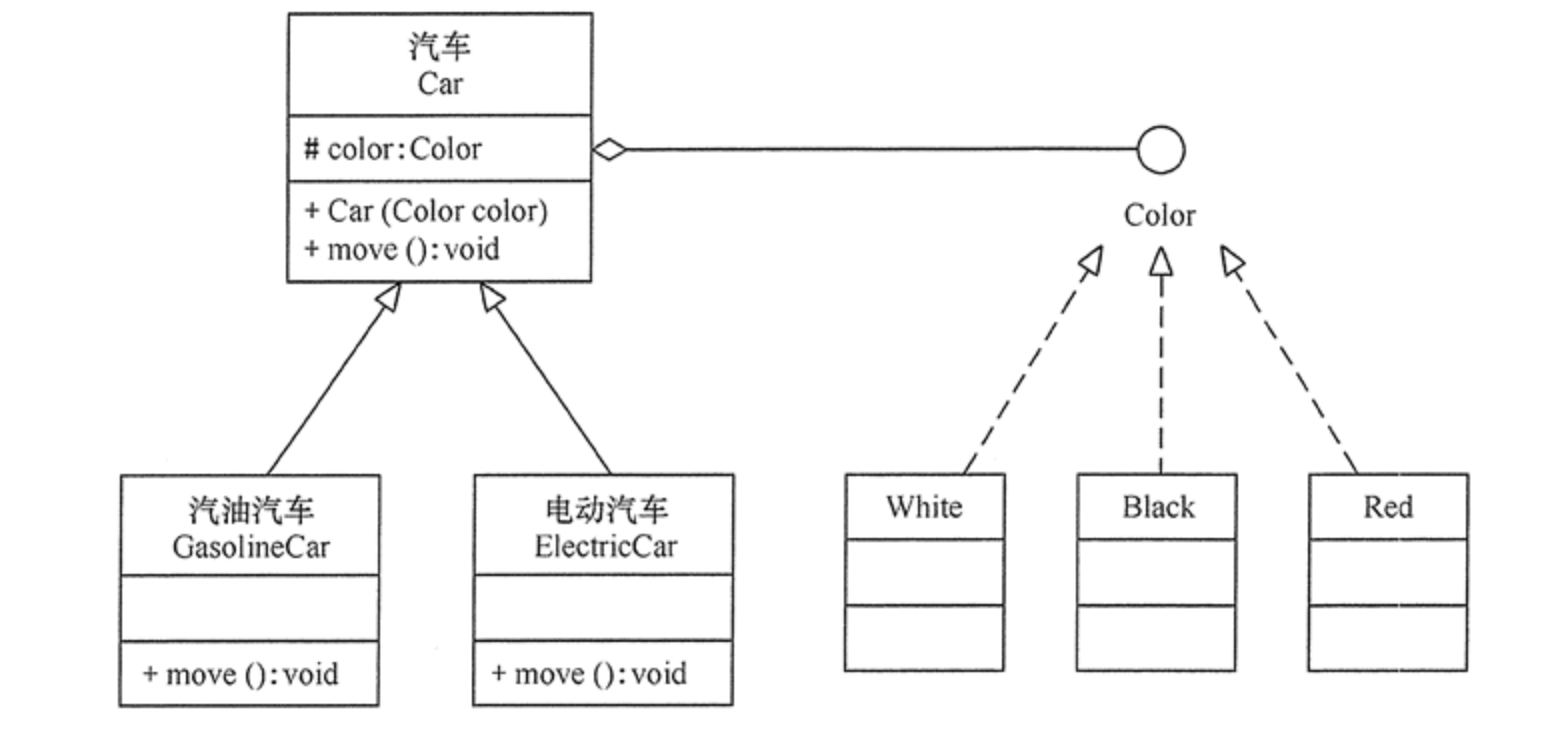 汽车
Car
# color:Color
+ Car (Color color)
+ move ():void
Color
汽油汽车
GasolineCar
+ move ():void
电动汽车
ElectricCar
+ move ():void
White
Black
Red